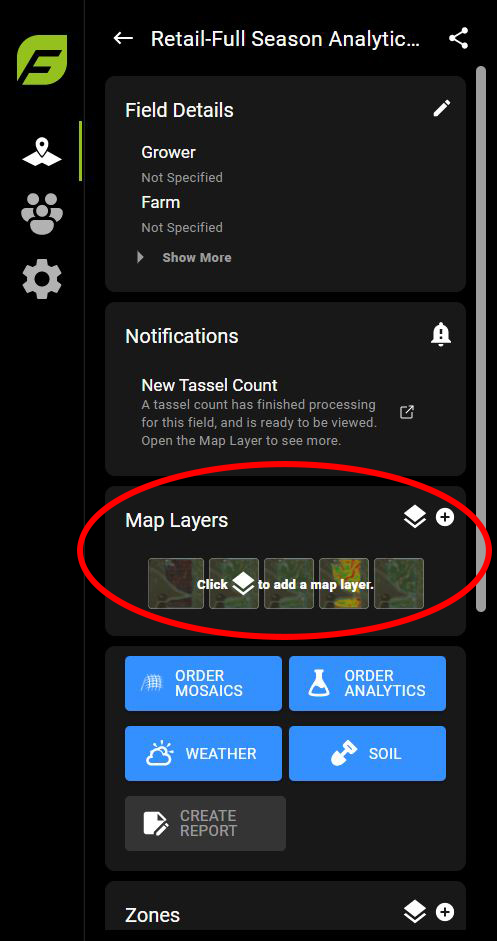 Retail-Full Season Analytic...
Field Details
Grower
Not Specified
Farm
Not Specified
Show More
Notifications
New Tassel Count
A tassel count has finished processing
for this field, and is ready to be viewed.
Open the Map Layer to see more.
Map Layers
Click to add a map layer.
ORDER
MOSAICS
ORDER
ANALYTICS
WEATHER
SOIL
CREATE
REPORT
Zones